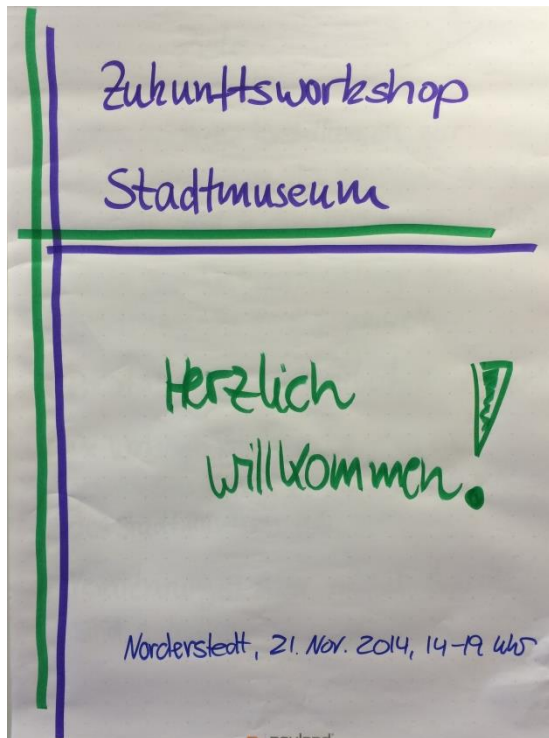 Zukunftsworkshop
Stadtmuseum
Herzlich
willkommen!
Norderstedt, 21. Nov. 2014, 14-19 Uhr